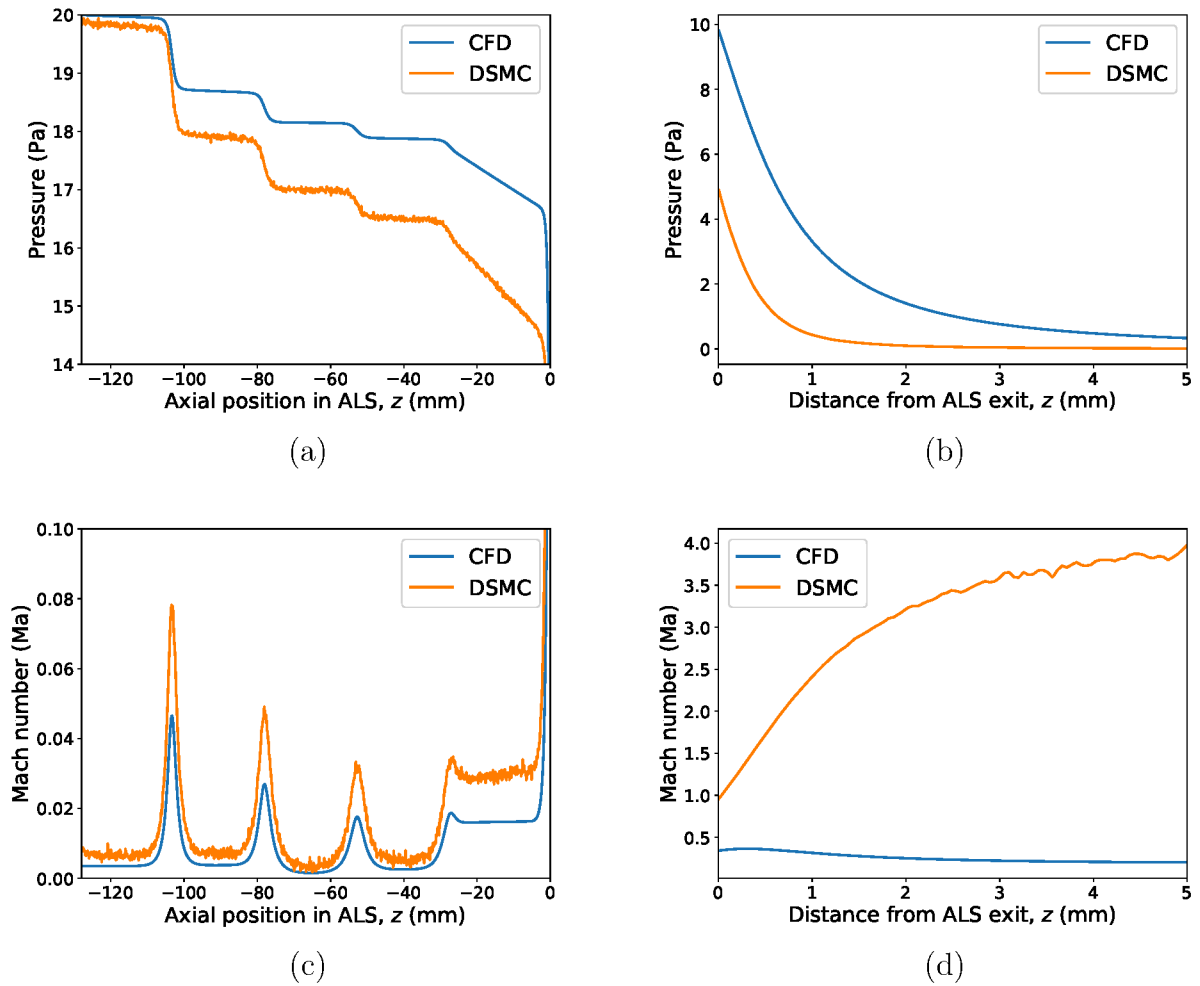 20
19
18
17
16
15
14
Pressure (Pa)
CFD
DSMC
−120 −100 −80 −60 −40 −20 0
Axial position in ALS, z (mm)
(a)
10
8
6
4
2
0
Pressure (Pa)
CFD
DSMC
0 1 2 3 4 5
Distance from ALS exit, z (mm)
(b)
0.10
0.08
0.06
0.04
0.02
0.00
Mach number (Ma)
CFD
DSMC
−120 −100 −80 −60 −40 −20 0
Axial position in ALS, z (mm)
(c)
4.0
3.5
3.0
2.5
2.0
1.5
1.0
0.5
Mach number (Ma)
CFD
DSMC
0 1 2 3 4 5
Distance from ALS exit, z (mm)
(d)